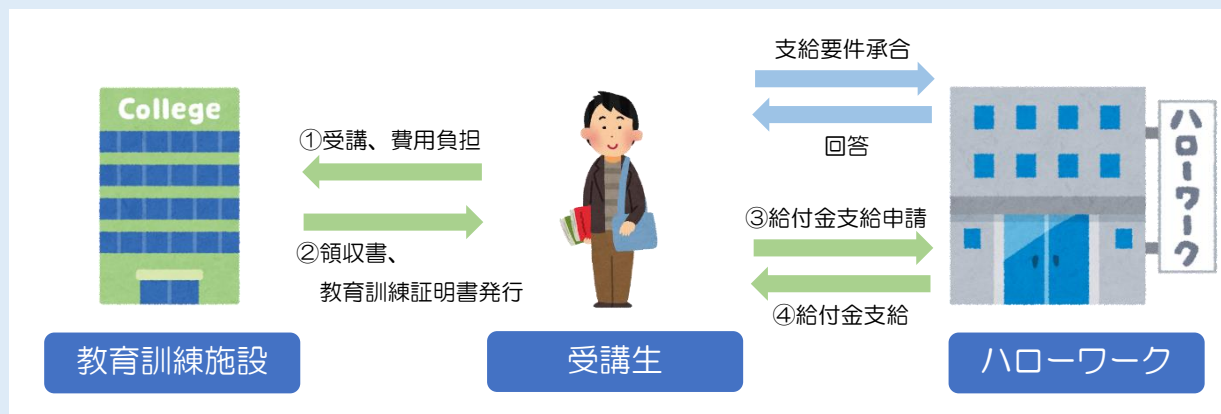 支給要件承合
回答
College
①受講、費用負担
②領収書、
教育訓練証明書発行
③給付金支給申請
④給付金支給
ハローワーク
教育訓練施設
受講生
ハローワーク